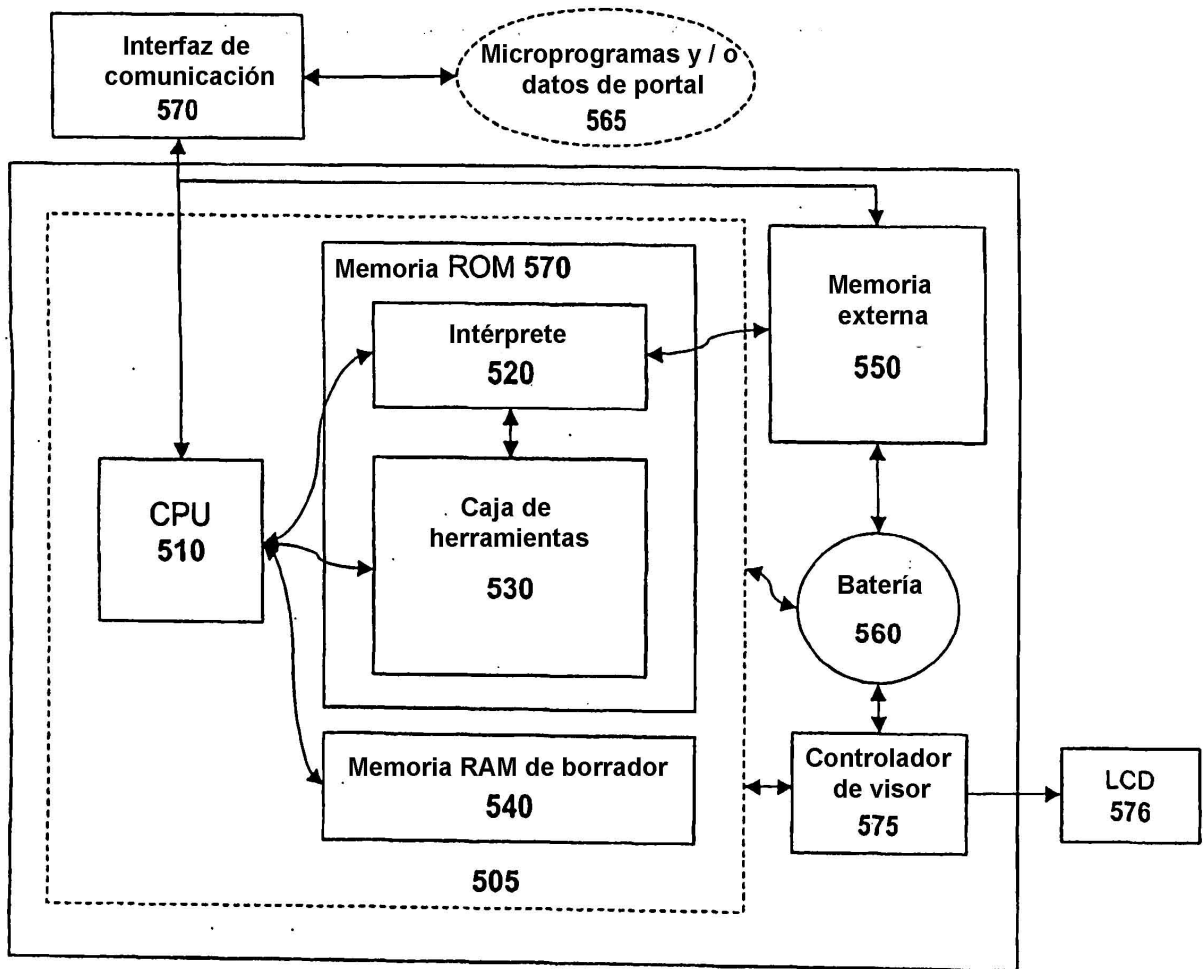 Interfaz de
comunicación
570
Microprogramas y / o
datos de portal
565
Memoria ROM 570
Intérprete
520
Memoria
externa
550
CPU
510
Caja de
herramientas
530
Batería
560
Memoria RAM de borrador
540
Controlador
de visor
575
LCD
576
505